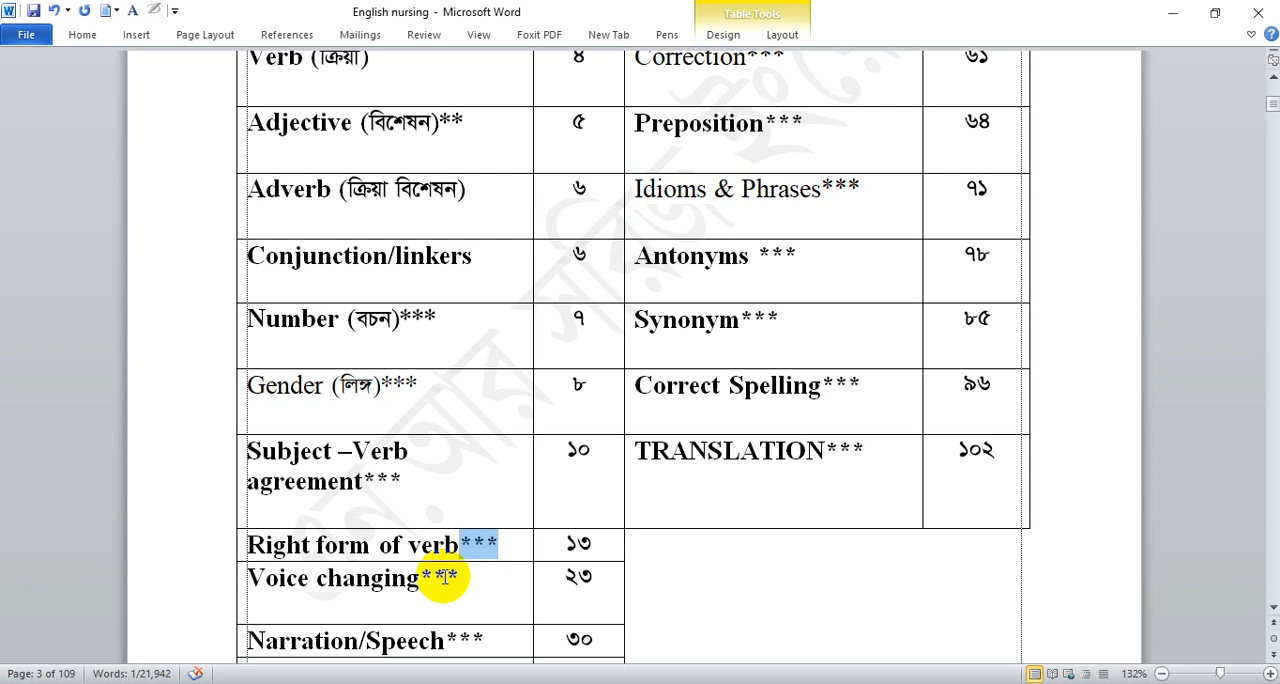 English nursing - Microsoft Word
Table Tools
File Home Insert Page Layout References Mailings Review View Foxit PDF New Tab Pens Design Layout
Verb (ক্রিয়া) ৪ Correction*** ৬১
Adjective (বিশেষন)** ৫ Preposition*** ৬৪
Adverb (ক্রিয়া বিশেষন) ৬ Idioms & Phrases*** ৭১
Conjunction/linkers ৬ Antonyms *** ৭৮
Number (বচন)*** ৭ Synonym*** ৮৫
Gender (লিঙ্গ)*** ৮ Correct Spelling*** ৯৬
Subject –Verb ১০ TRANSLATION*** ১০২
agreement***
Right form of verb*** ১৩
Voice changing*** ২৩
Narration/Speech*** ৩০
এন. আর সিরিজ
Page: 3 of 109 Words: 1/21,942 132%